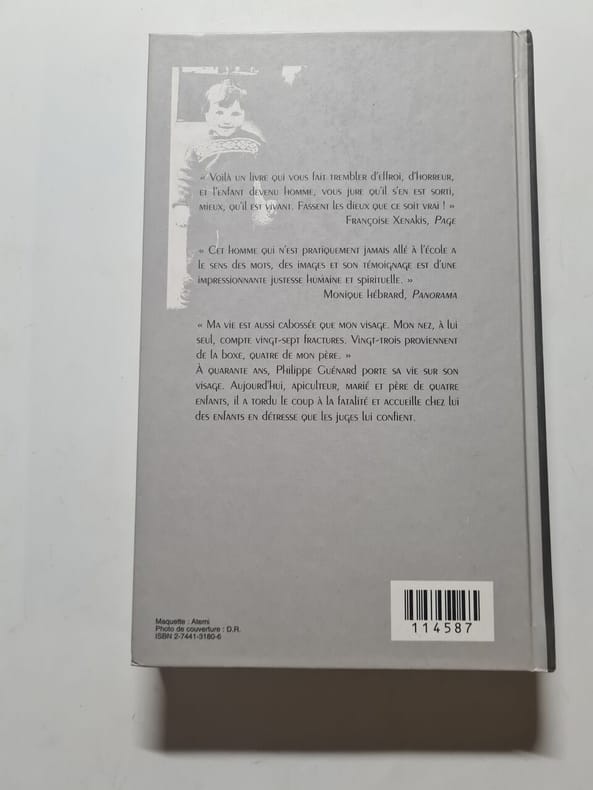 « Voilà un livre qui vous fait trembler d'effroi, d'horreur,
et l'enfant devenu homme, vous jure qu'il s'en est sorti,
mieux, qu'il est vivant. Fassent les dieux que ce soit vrai ! »
Françoise Xenakis, Page
« Cet homme qui n'est pratiquement jamais allé à l'école a
le sens des mots, des images et son témoignage est d'une
impressionnante justesse humaine et spirituelle. »
Monique Hébrard, Panorama
« Ma vie est aussi cabossée que mon visage. Mon nez, à lui
seul, compte vingt-sept fractures. Vingt-trois proviennent
de la boxe, quatre de mon père. »
À quarante ans, Philippe Guénard porte sa vie sur son
visage. Aujourd'hui, apiculteur, marié et père de quatre
enfants, il a tordu le coup à la fatalité et accueille chez lui
des enfants en détresse que les juges lui confient.
Maquette : Atemi
Photo de couverture : D.R.
ISBN 2-7441-3180-6
114587